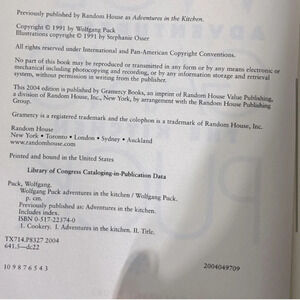 Previously published by Random House as Adventures in the Kitchen.
Copyright © 1991 by Wolfgang Puck
Illustrations copyright © 1991 by Stephanie Osser
All rights reserved under International and Pan-American Copyright Conventions.
No part of this book may be reproduced or transmitted in any form or by any means electronic or
mechanical including photocopying and recording, or by any information storage and retrieval
system, without permission in writing from the publisher.
This 2004 edition is published by Gramercy Books, an imprint of Random House Value Publishing,
a division of Random House, Inc., New York, by arrangement with the Random House Publishing
Group.
Gramercy is a registered trademark and the colophon is a trademark of Random House, Inc.
Random House
New York • Toronto • London • Sydney • Auckland
www.randomhouse.com
Printed and bound in the United States
Library of Congress Cataloging-in-Publication Data
Puck, Wolfgang.
Wolfgang Puck adventures in the kitchen / Wolfgang Puck.
p. cm.
Previously published as: Adventures in the kitchen.
Includes index.
ISBN 0-517-22374-0
1. Cookery. I. Adventures in the kitchen. II. Title.
TX714.P8327 2004
641.5—dc22
2004049709
10 9 8 7 6 5 4 3